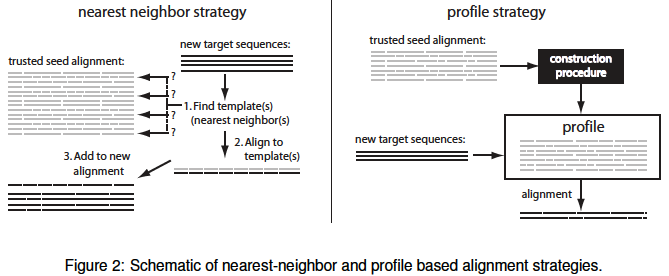 nearest neighbor strategy
new target sequences:
trusted seed alignment:
?
?
?
?
1. Find template(s)
(nearest neighbor(s)
2. Align to
template(s)
3. Add to new
alignment
profile strategy
trusted seed alignment:
construction
procedure
profile
new target sequences:
alignment
Figure 2: Schematic of nearest-neighbor and profile based alignment strategies.